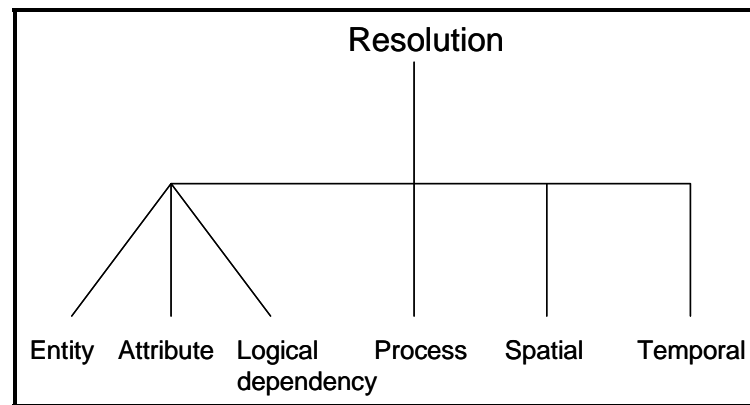 Resolution
Entity Attribute Logical dependency Process Spatial Temporal